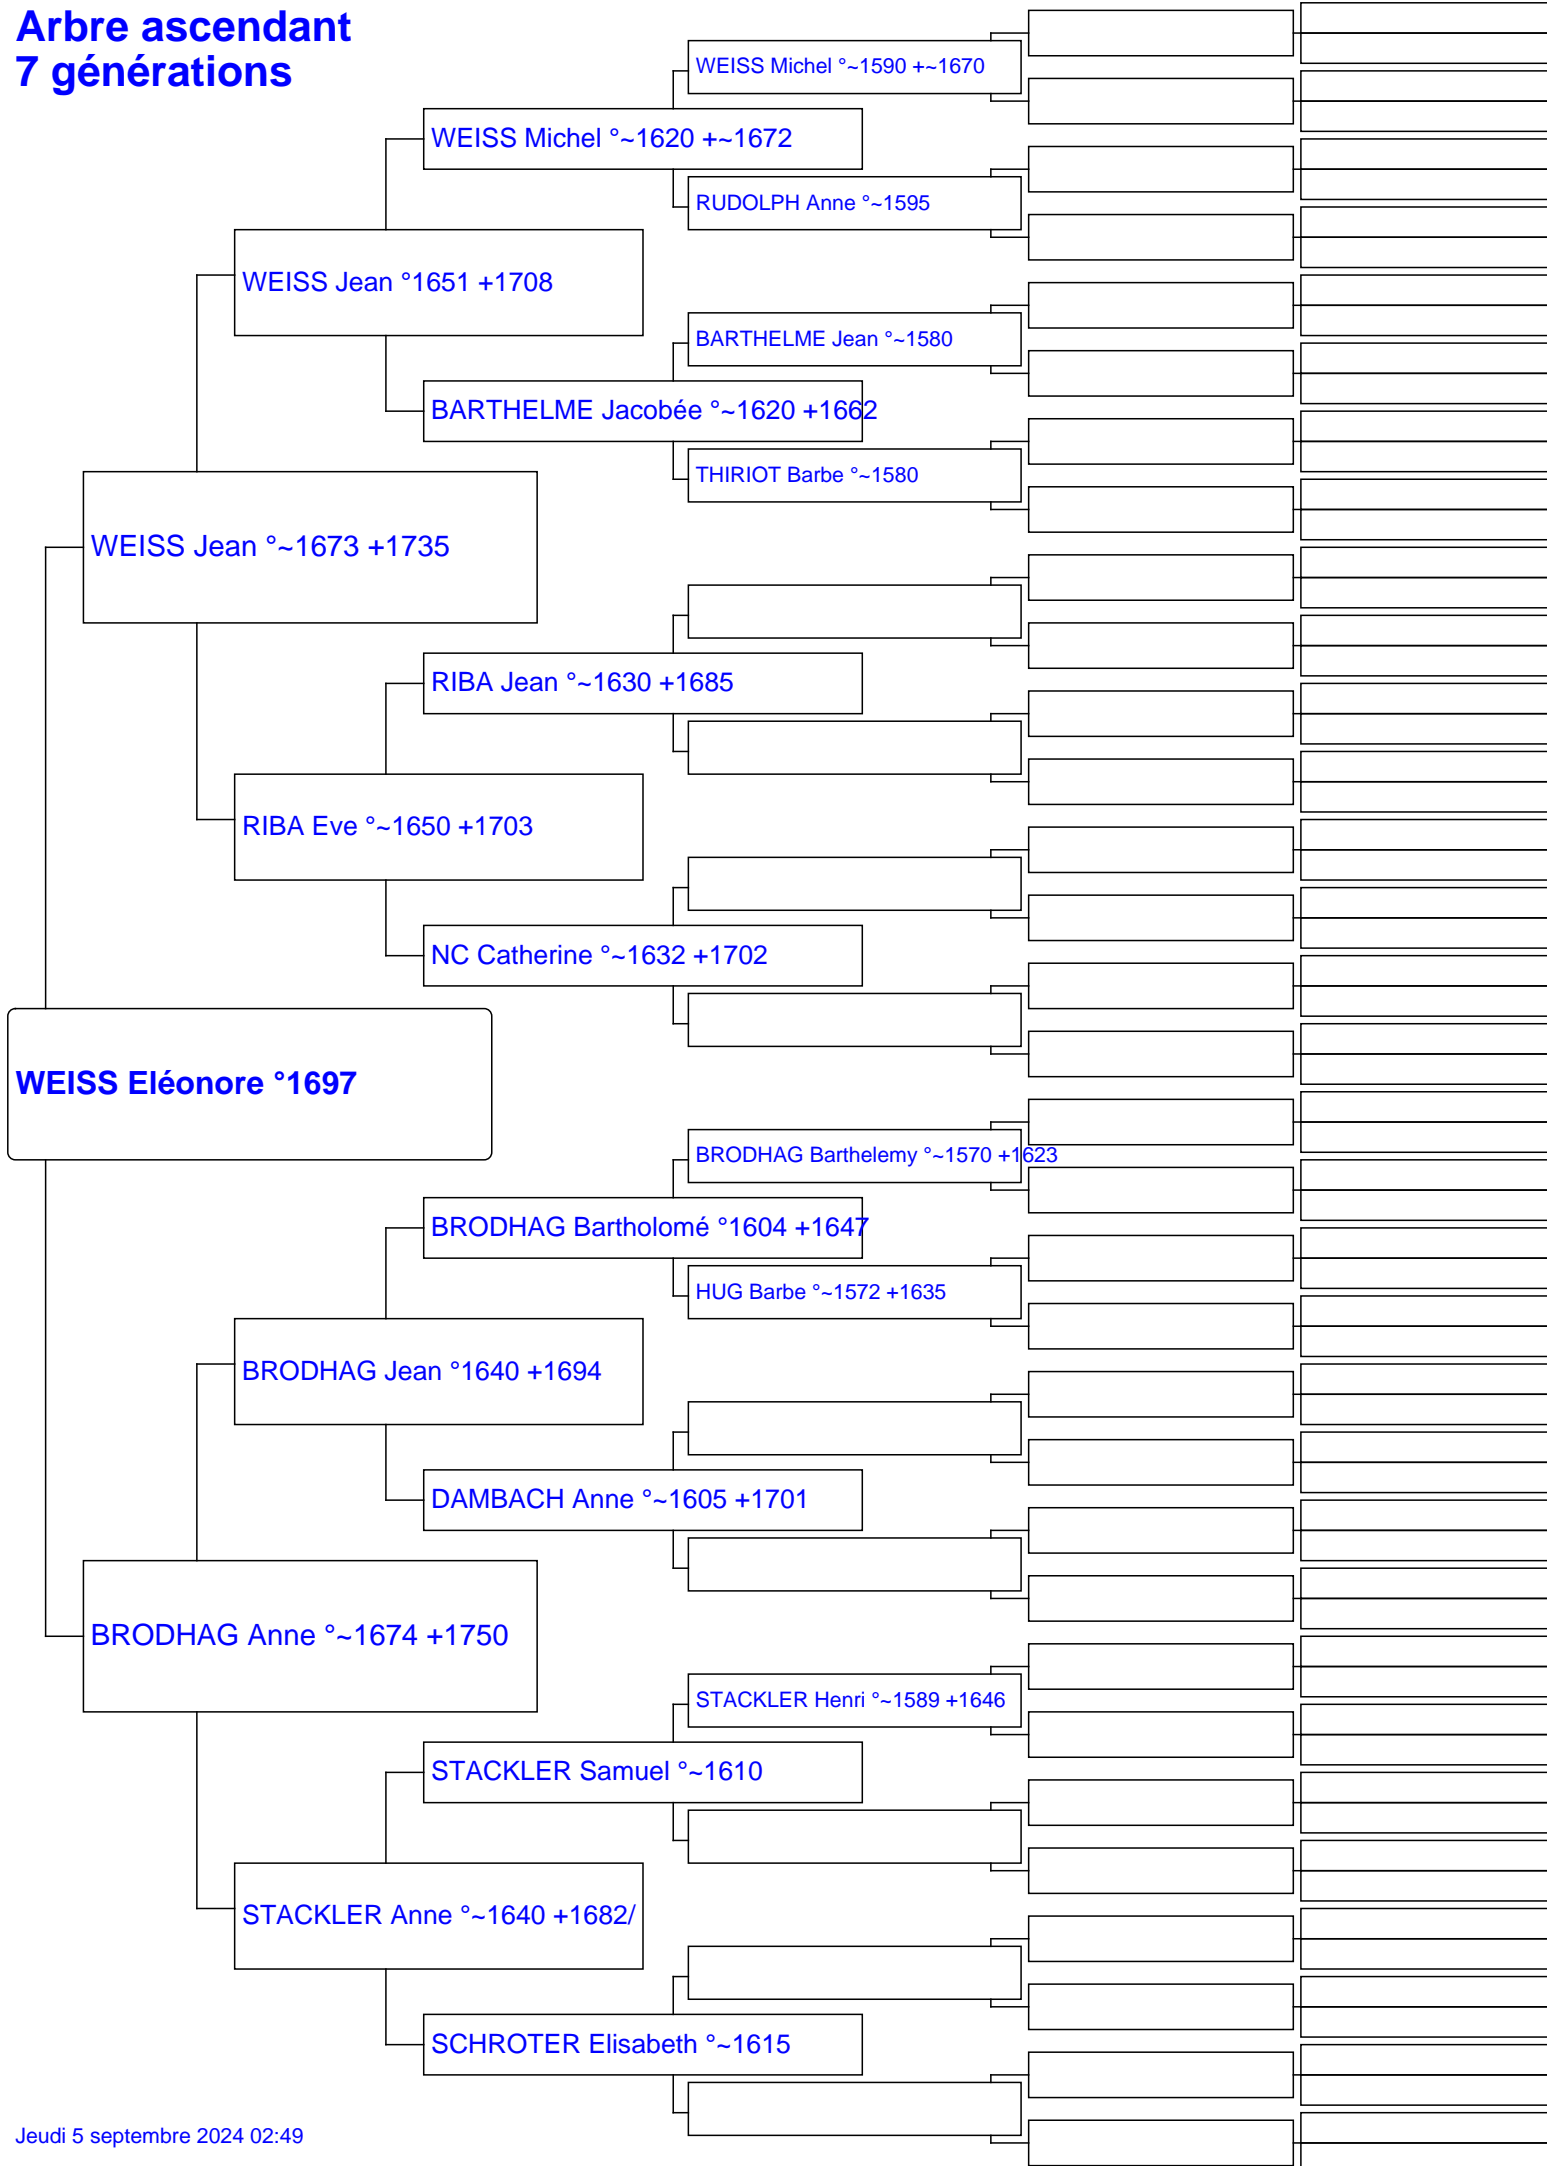 Arbre ascendant
7 générations
WEISS Michel °~1590 +~1670
WEISS Michel °~1620 +~1672
RUDOLPH Anne °~1595
WEISS Jean °1651 +1708
BARTHELME Jean °~1580
BARTHELME Jacobée °~1620 +1662
THIRIOT Barbe °~1580
WEISS Jean °~1673 +1735
RIBA Jean °~1630 +1685
RIBA Eve °~1650 +1703
NC Catherine °~1632 +1702
WEISS Eléonore °1697
BRODHAG Barthelemy °~1570 +1623
BRODHAG Bartholomé °1604 +1647
HUG Barbe °~1572 +1635
BRODHAG Jean °1640 +1694
DAMBACH Anne °~1605 +1701
BRODHAG Anne °~1674 +1750
STACKLER Henri °~1589 +1646
STACKLER Samuel °~1610
STACKLER Anne °~1640 +1682/
SCHROTER Elisabeth °~1615
Jeudi 5 septembre 2024 02:49